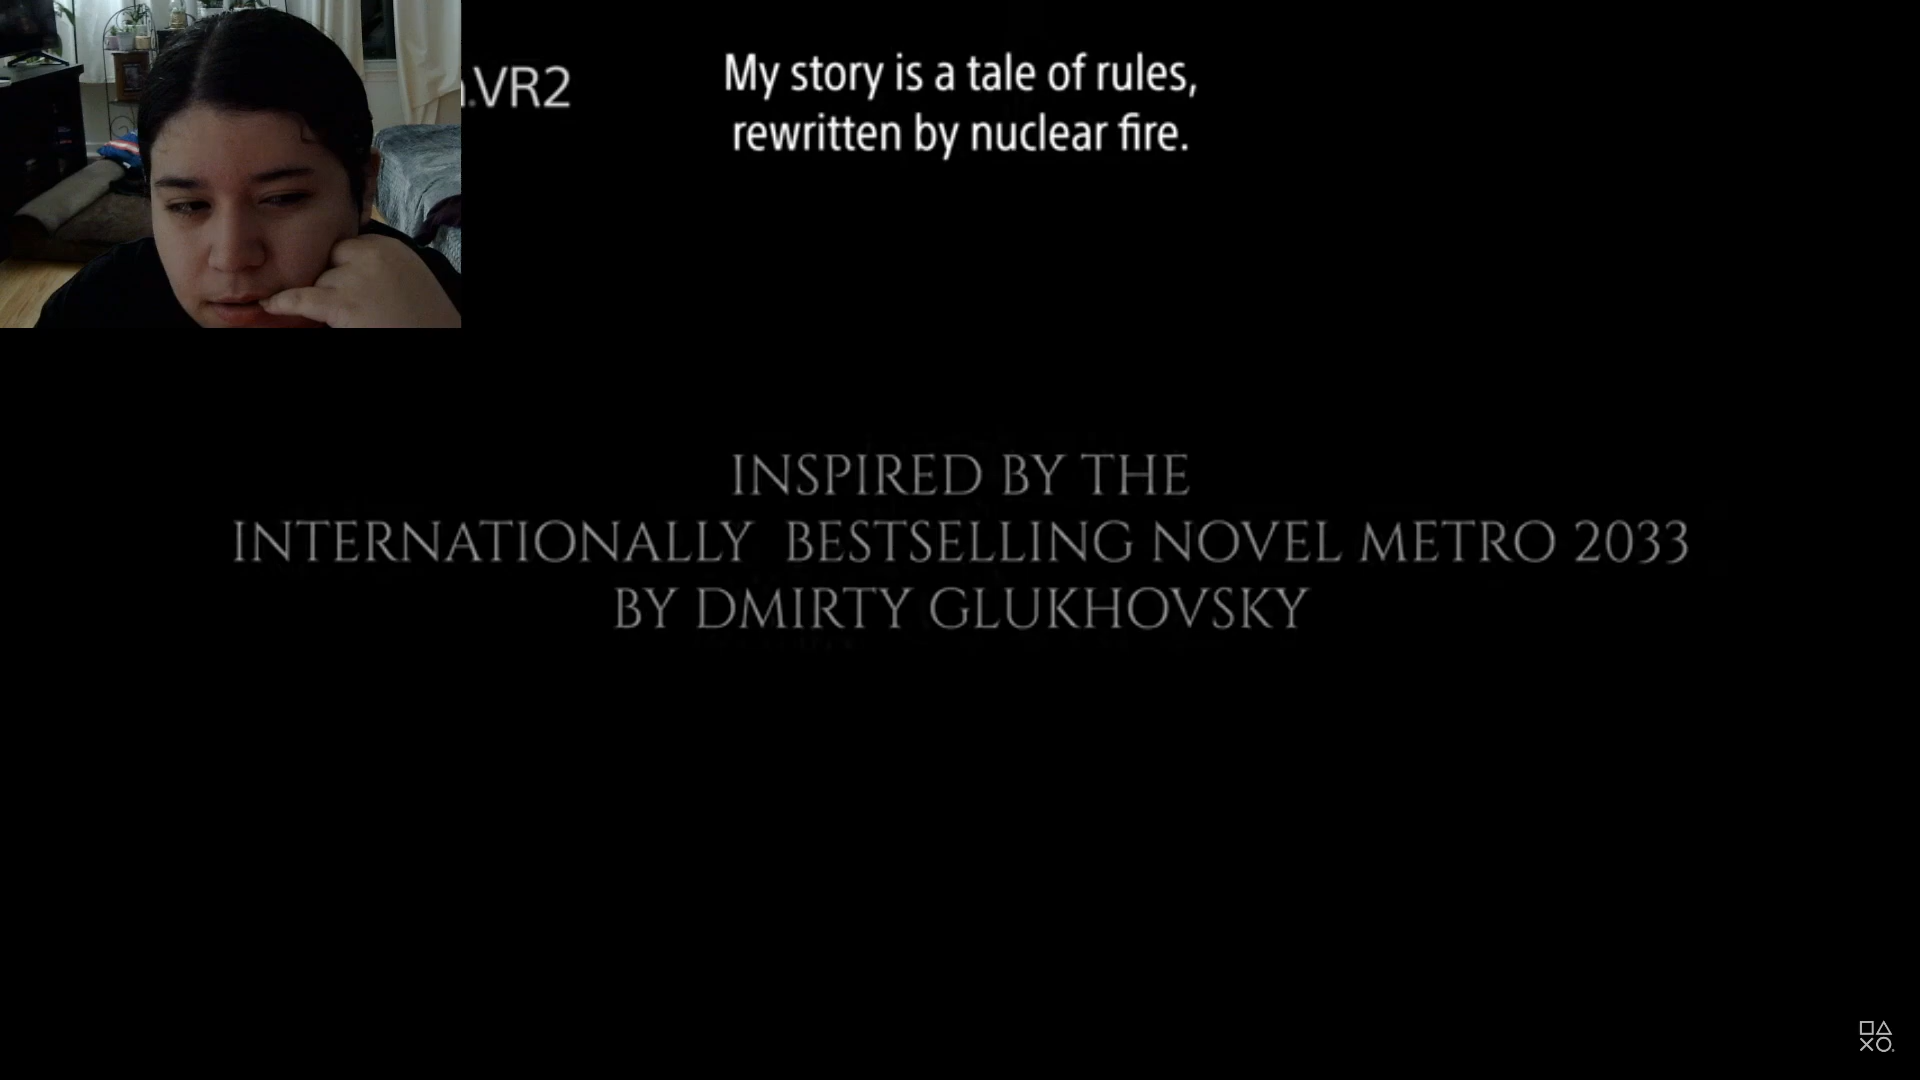 .VR2
My story is a tale of rules,
rewritten by nuclear fire.
INSPIRED BY THE
INTERNATIONALLY BESTSELLING NOVEL METRO 2033
BY DMIRTY GLUKHOVSKY